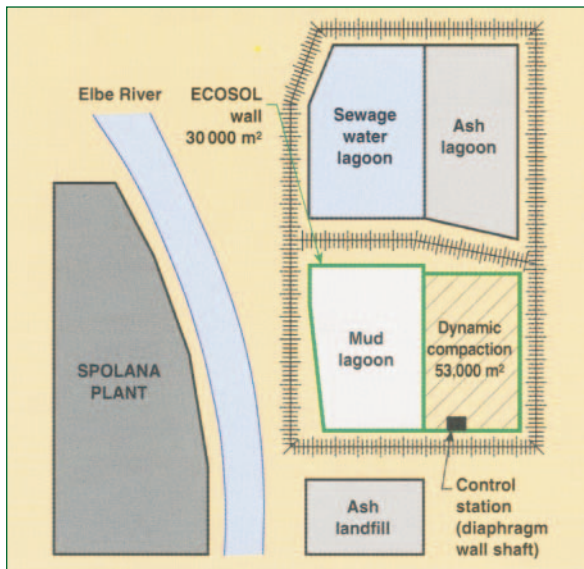 Elbe River
ECOSOL
wall
30 000 m²
Sewage
water
lagoon
Ash
lagoon
SPOLANA
PLANT
Mud
lagoon
Dynamic
compaction
53,000 m²
Ash
landfill
Control
station
(diaphragm
wall shaft)